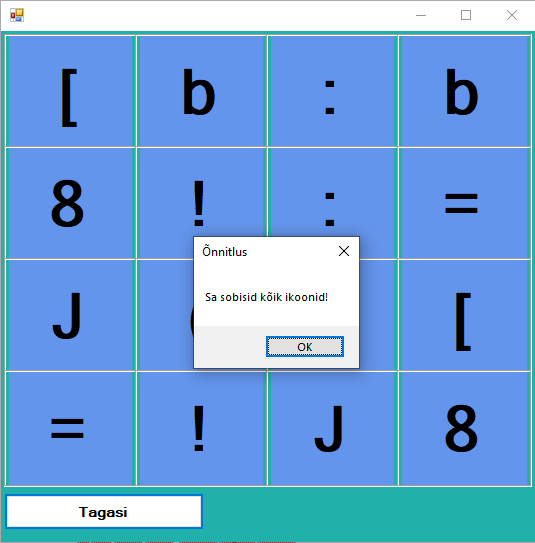 [ b : b
8 ! : =
Õnnitlus
Sa sobisid kõik ikoonid!
OK
J [
= ! J 8
Tagasi